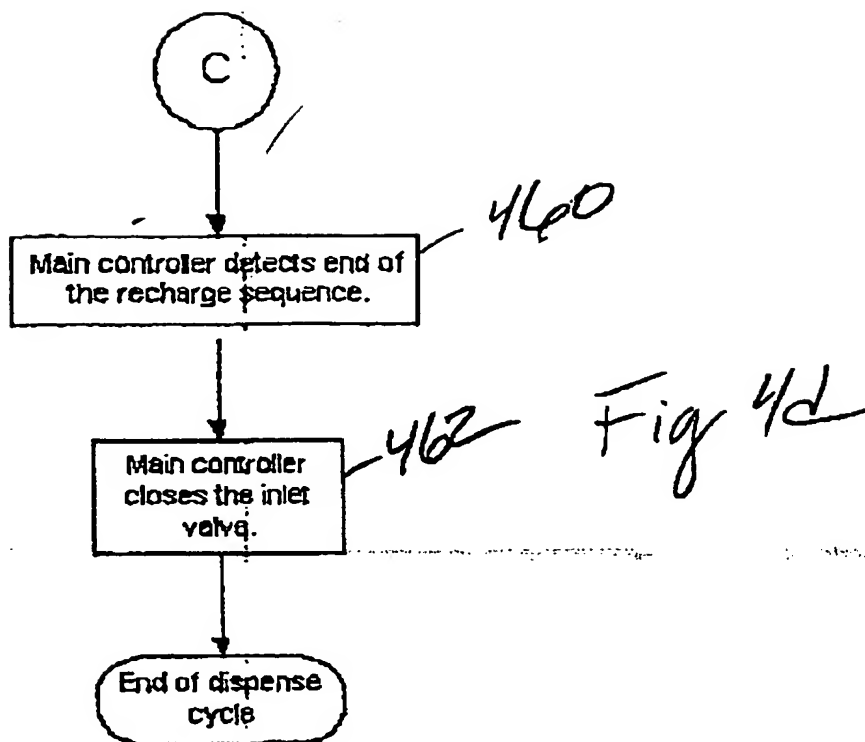 C
460
Main controller detects end of
the recharge sequence.
Fig 4d
462
Main controller
closes the inlet
valve.
End of dispense
cycle